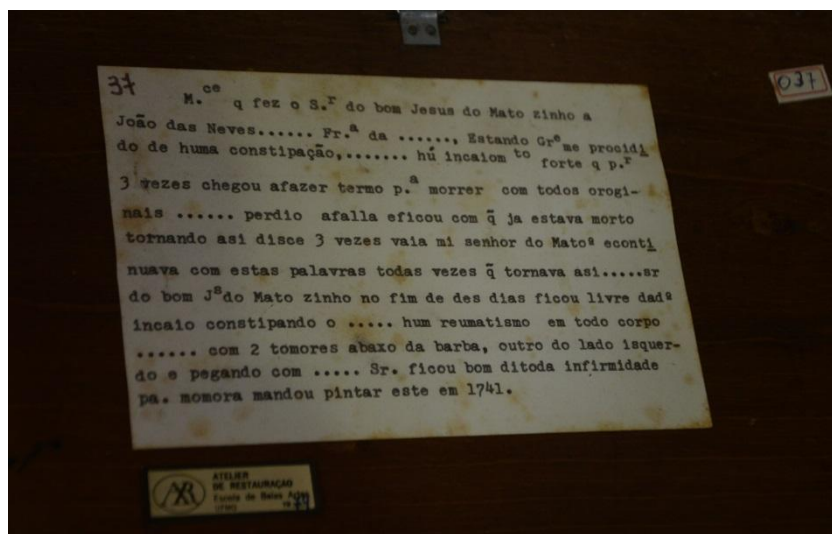 37
037
M.ce q fez o S.r do bom Jesus do Mato zinho a
João das Neves...... Fr.a da ......, Estando Gre me procidi
do de huma constipação,....... hú incaiom to forte q p.r
3 vezes chegou afazer termo p.a morrer com todos orogi-
nais ...... perdio afalla eficou com q̃ ja estava morto
tornando asi disce 3 vezes vaia mi senhor do Matoº econti
nuava com estas palavras todas vezes q̃ tornava asi.....sr
do bom Jsdo Mato zinho no fim de des dias ficou livre dadº
incaio constipando o ..... hum reumatismo em todo corpo
...... com 2 tomores abaxo da barba, outro do lado isquer-
do e pegando com ..... Sr. ficou bom ditoda infirmidade
pa. momora mandou pintar este em 1741.
ATELIER
DE RESTAURAÇÃO
Escola de Belas Artes
UFMG